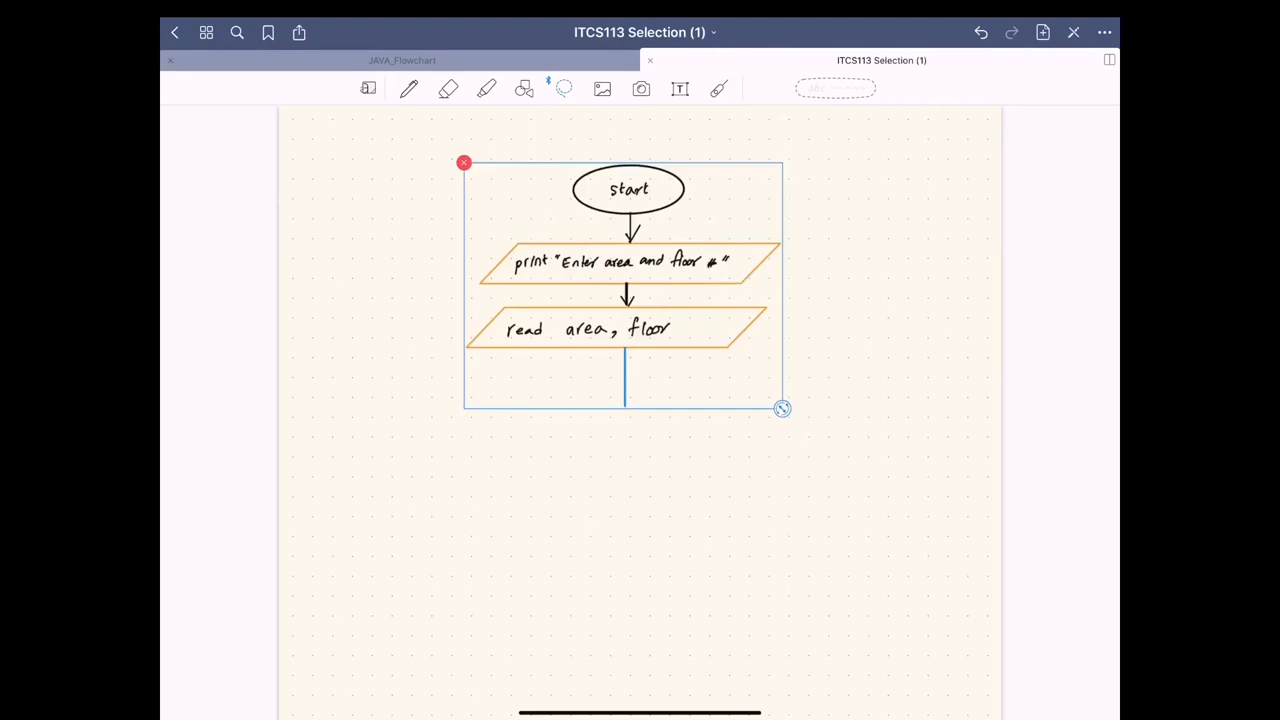 ITCS113 Selection (1)
JAVA_Flowchart
ITCS113 Selection (1)
T
start
print "Enter area and floor #"
read area, floor